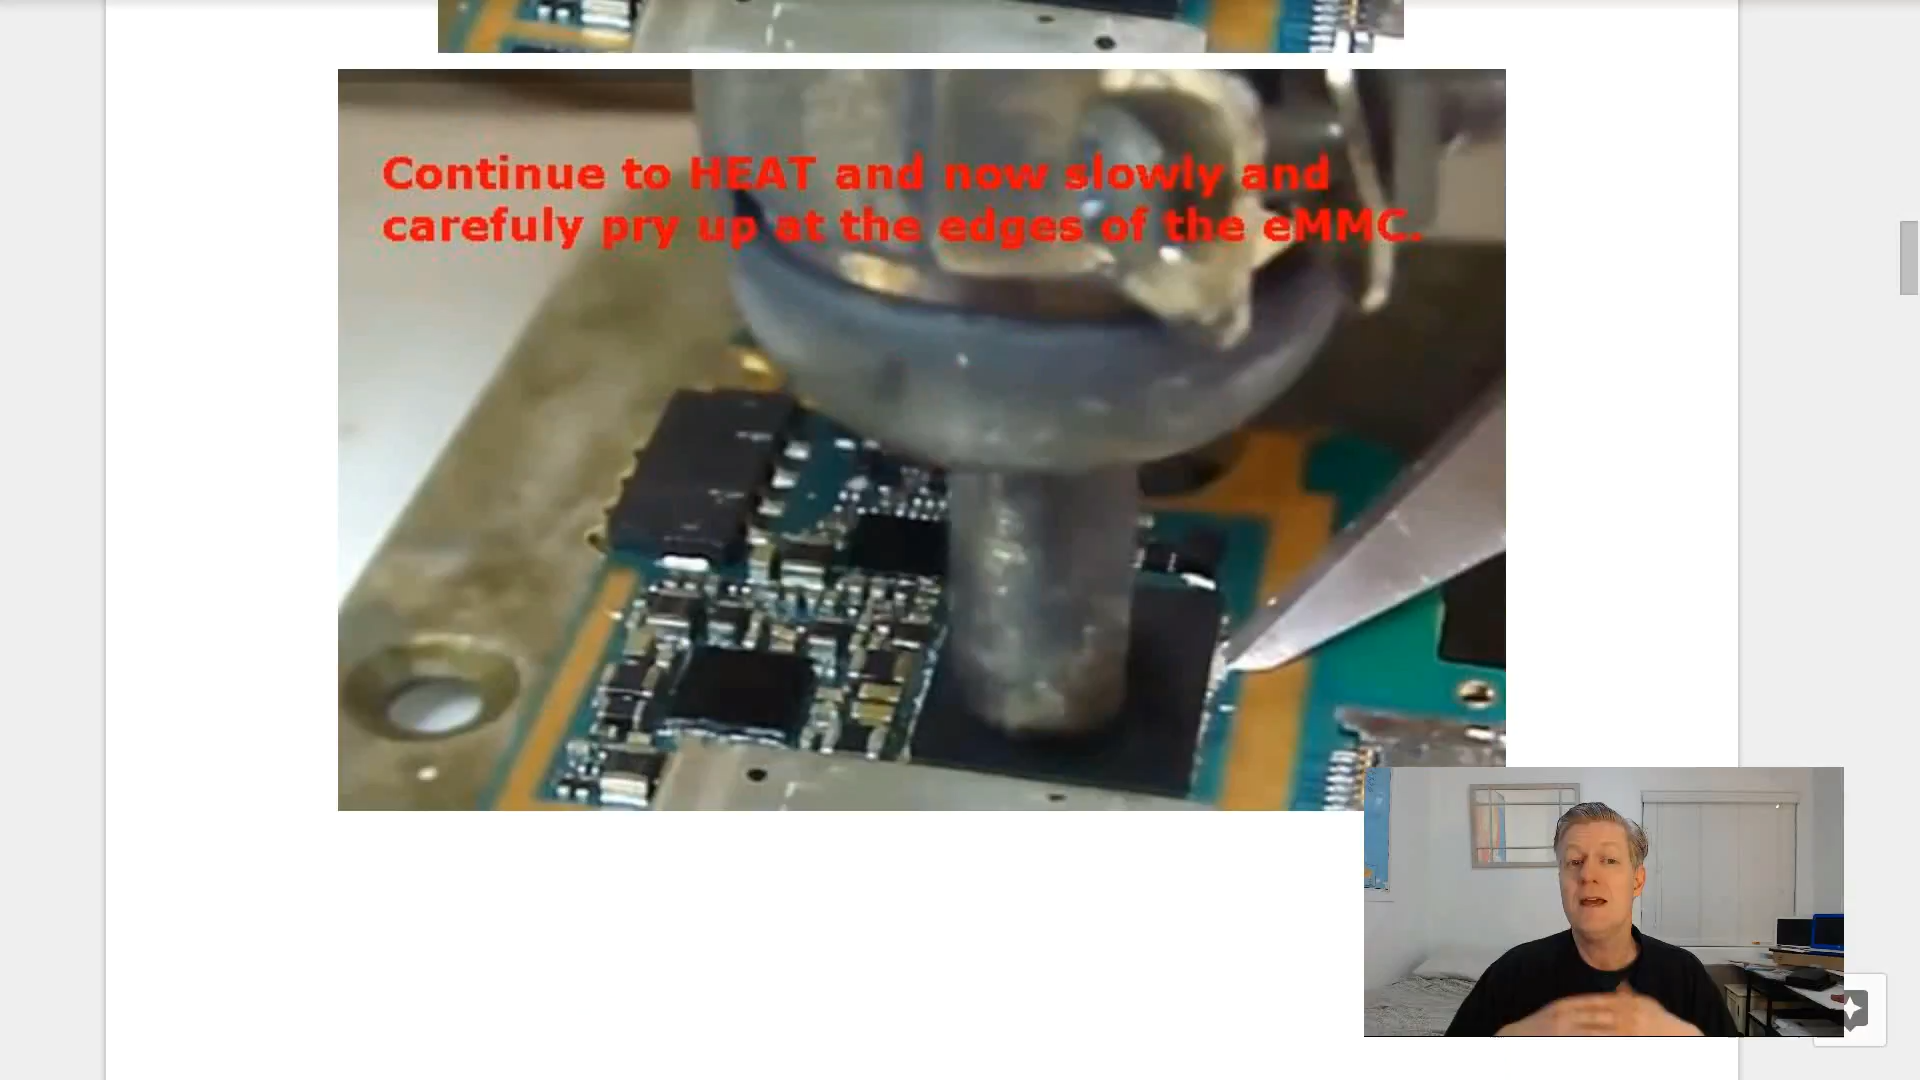 Continue to HEAT and now slowly and
carefuly pry up at the edges of the eMMC.